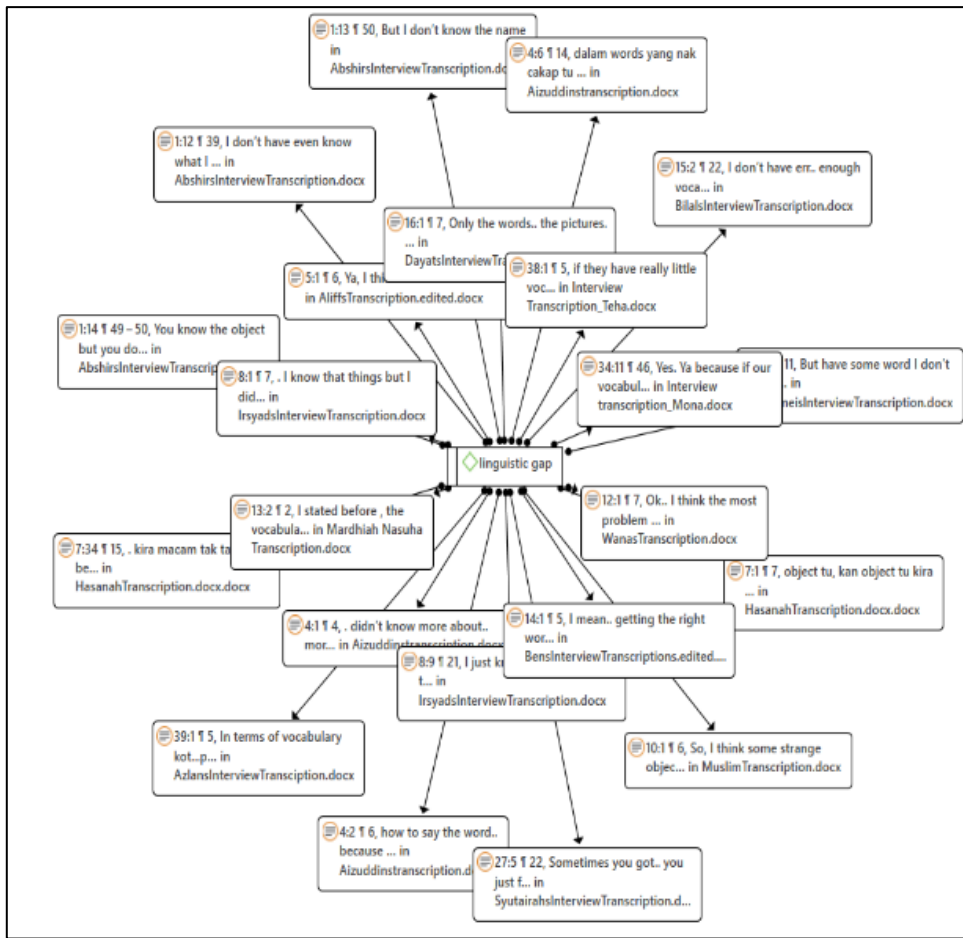 1:13 ¶ 50, But I don't know the name
in
AbshirsInterviewTranscription.doc
4:6 ¶ 14, dalam words yang nak
cakap tu ... in
Aizuddinstranscription.docx
1:12 ¶ 39, I don't have even know
what I ... in
AbshirsInterviewTranscription.docx
15:2 ¶ 22, I don't have err.. enough
voca... in
BilalsInterviewTranscription.docx
16:1 ¶ 7, Only the words.. the pictures.
... in
DayatsInterviewTra
5:1 ¶ 6, Ya, I thi
in AliffsTranscription.edited.docx
38:1 ¶ 5, if they have really little
voc... in Interview
Transcription_Teha.docx
1:14 ¶ 49 – 50, You know the object
but you do... in
AbshirsInterviewTranscrip
8:1 ¶ 7, . I know that things but I
did... in
IrsyadsInterviewTranscription.docx
34:11 ¶ 46, Yes. Ya because if our
vocabul... in Interview
transcription_Mona.docx
11, But have some word I don't
... in
neisInterviewTranscription.docx
linguistic gap
13:2 ¶ 2, I stated before , the
vocabula... in Mardhiah Nasuha
Transcription.docx
12:1 ¶ 7, Ok.. I think the most
problem ... in
WanasTranscription.docx
7:34 ¶ 15, . kira macam tak ta
be... in
HasanahTranscription.docx.docx
7:1 ¶ 7, object tu, kan object tu kira
... in
HasanahTranscription.docx.docx
4:1 ¶ 4, . didn't know more about..
mor... in Aizuddinstranscription.docx
14:1 ¶ 5, I mean.. getting the right
wor... in
BensInterviewTranscriptions.edited....
8:9 ¶ 21, I just kn
t... in
IrsyadsInterviewTranscription.docx
39:1 ¶ 5, In terms of vocabulary
kot...p... in
AzlansInterviewTransciption.docx
10:1 ¶ 6, So, I think some strange
objec... in MuslimTranscription.docx
4:2 ¶ 6, how to say the word..
because ... in
Aizuddinstranscription.d
27:5 ¶ 22, Sometimes you got.. you
just f... in
SyutairahsInterviewTranscription.d...